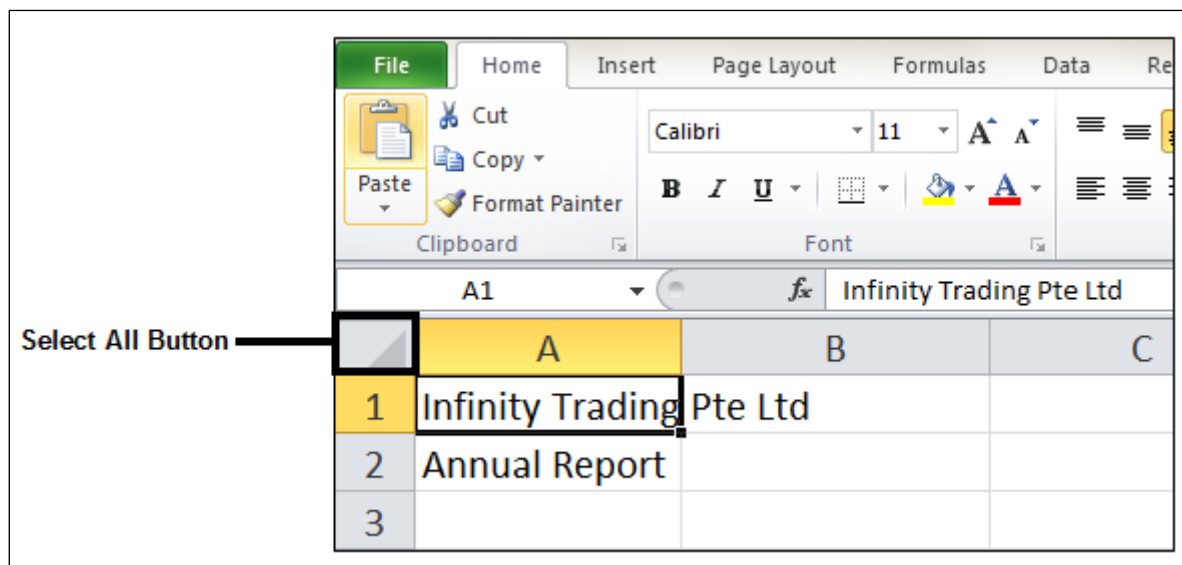 File Home Insert Page Layout Formulas Data Re
Cut
Copy
Paste
Format Painter
Clipboard
Calibri 11 A A
B I U A
Font
A1 fx Infinity Trading Pte Ltd
Select All Button
A B C
1 Infinity Trading Pte Ltd
2 Annual Report
3